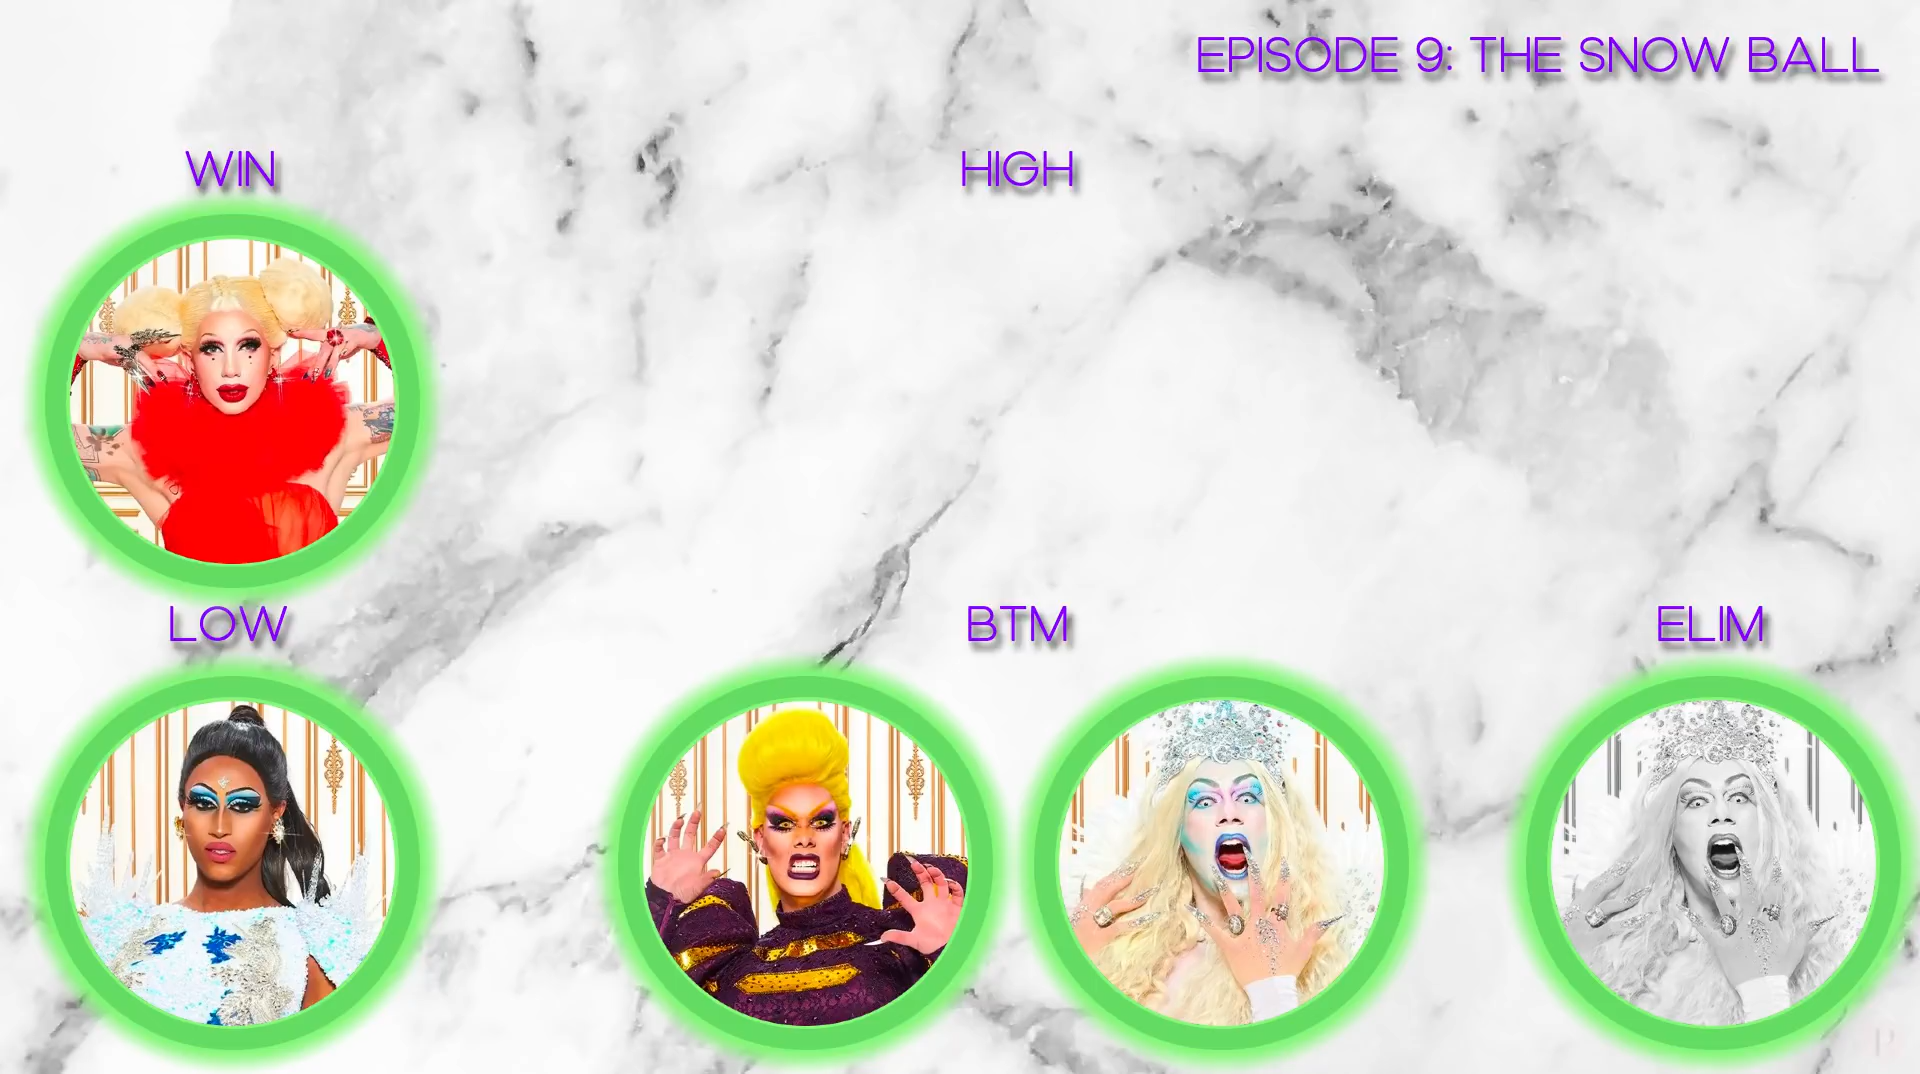 EPISODE 9: THE SNOW BALL
WIN
HIGH
LOW
BTM
ELIM